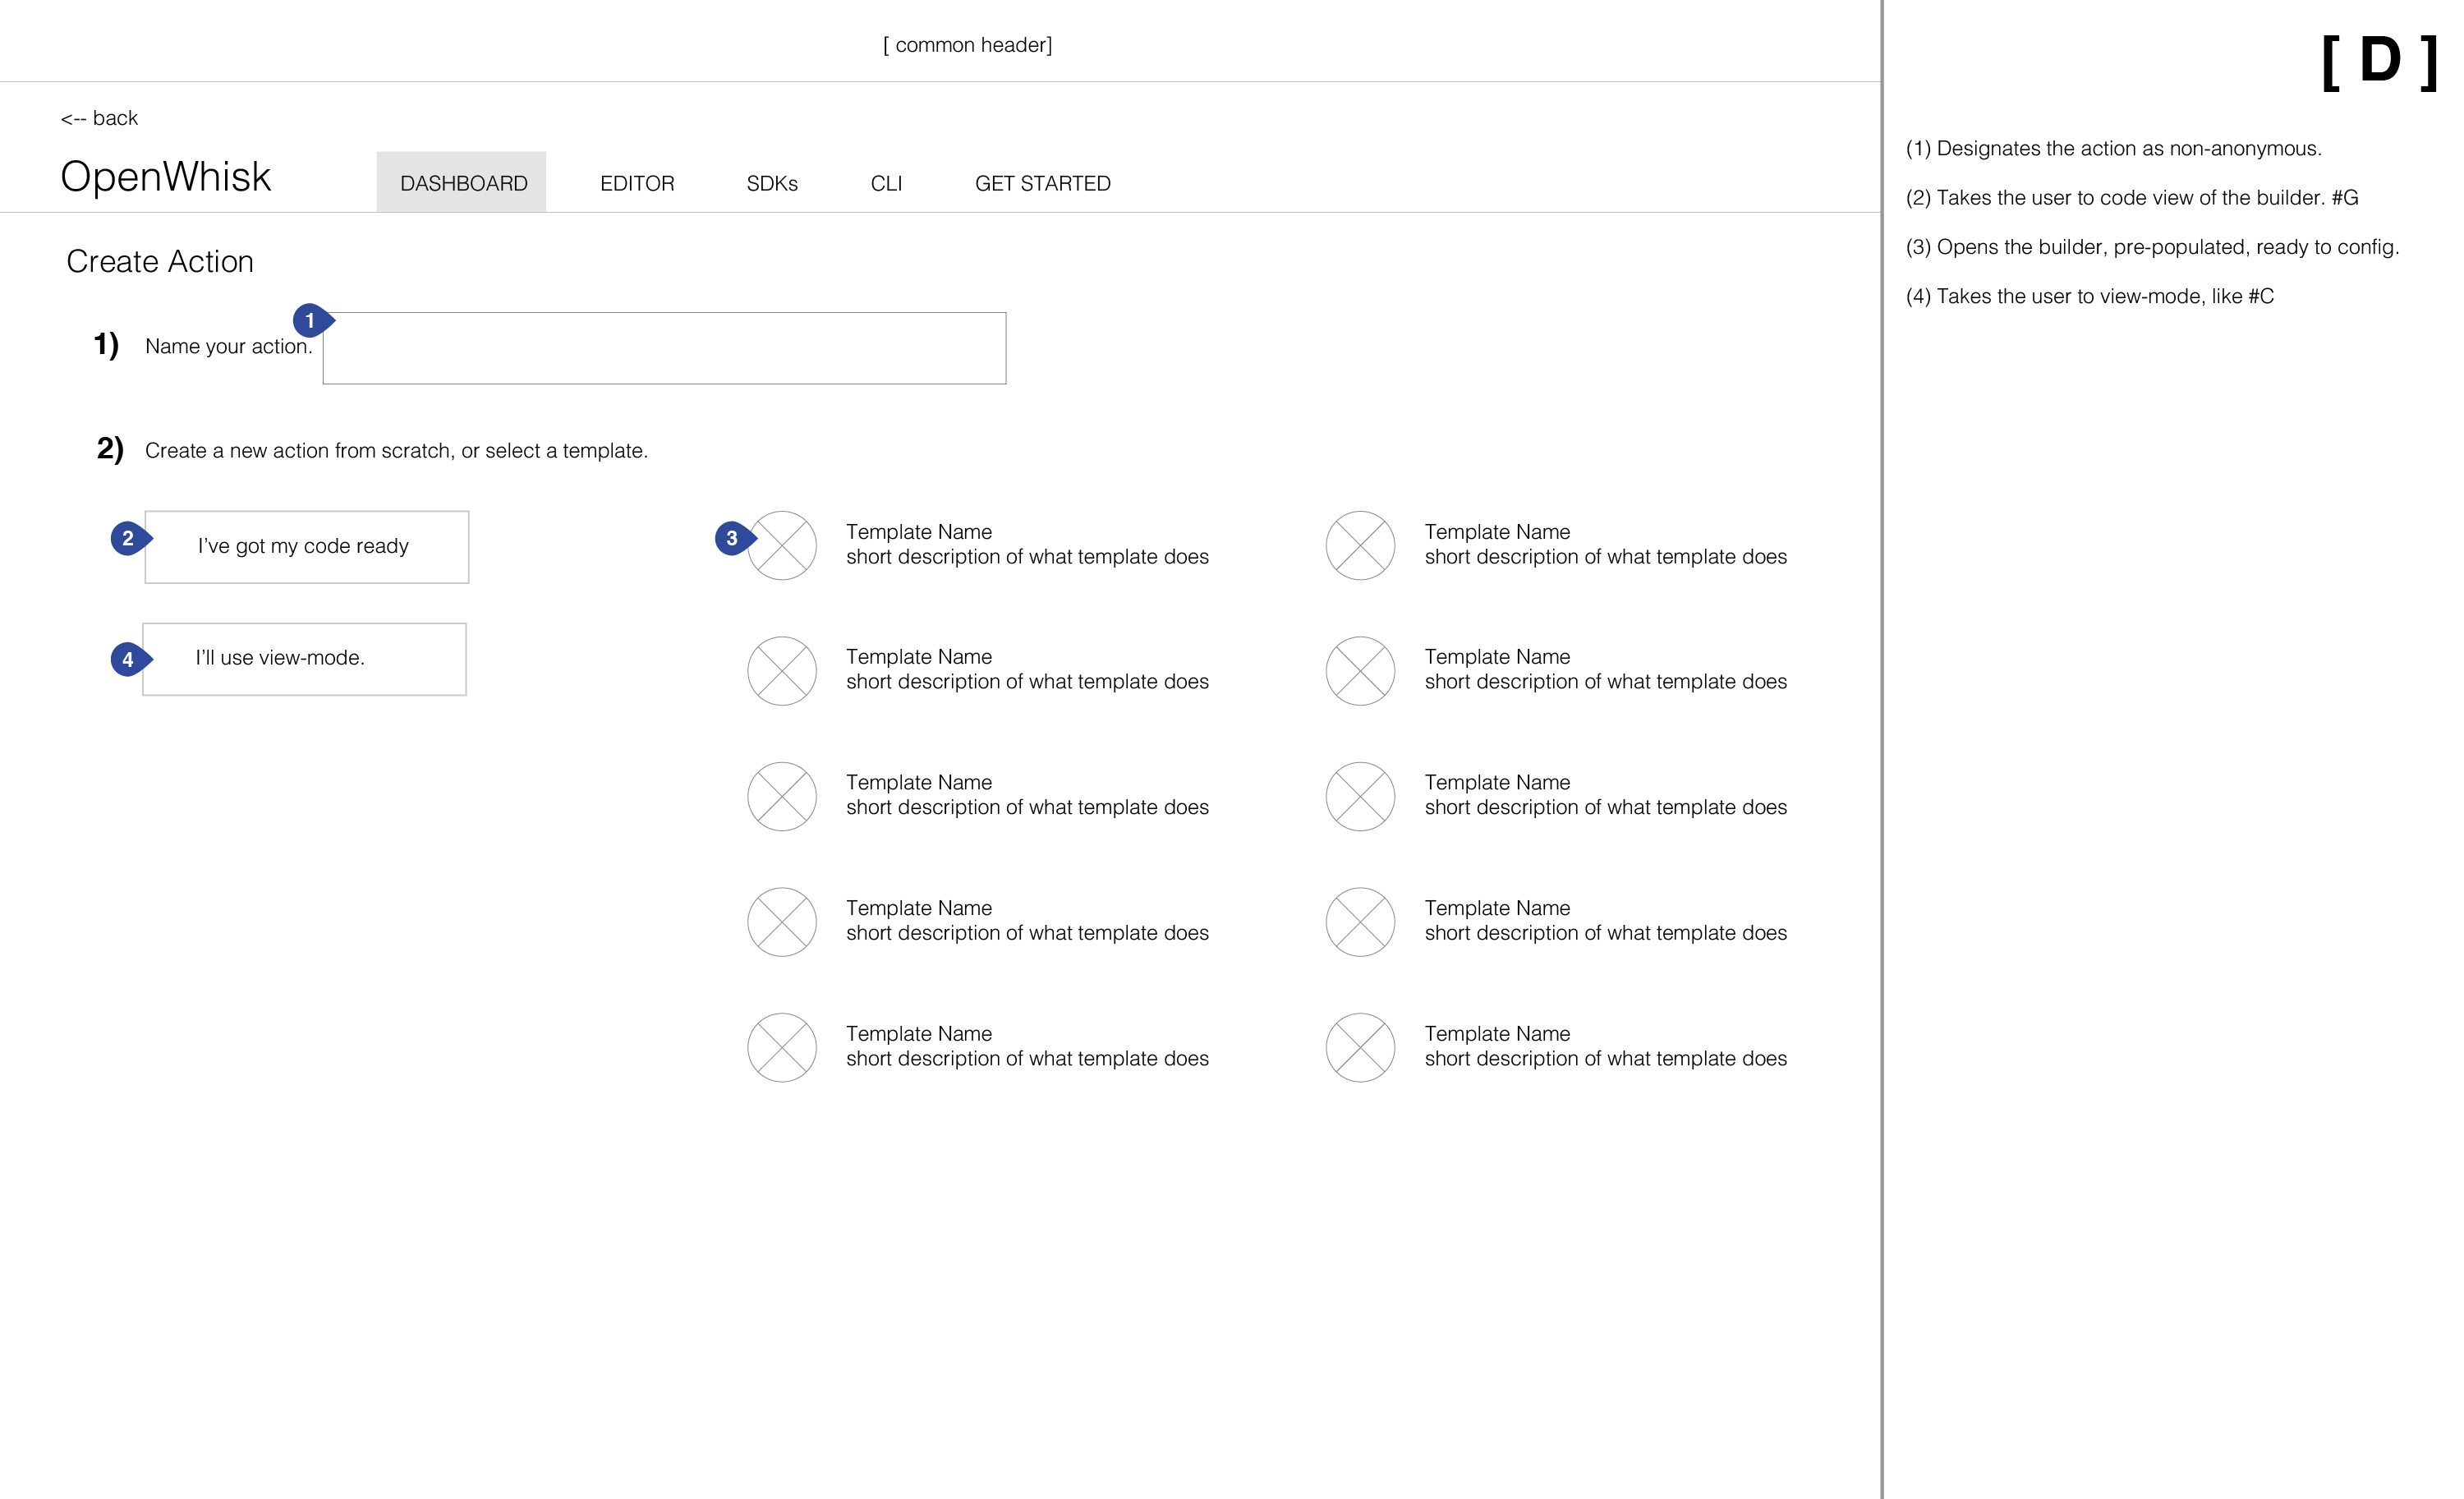 [ common header]
<-- back
OpenWhisk
DASHBOARD
EDITOR
SDKs
CLI
GET STARTED
Create Action
1
1)
Name your action.
2)
Create a new action from scratch, or select a template.
2
I've got my code ready
4
I'll use view-mode.
3
Template Name
short description of what template does
Template Name
short description of what template does
Template Name
short description of what template does
Template Name
short description of what template does
Template Name
short description of what template does
Template Name
short description of what template does
Template Name
short description of what template does
Template Name
short description of what template does
Template Name
short description of what template does
Template Name
short description of what template does
[ D ]
(1) Designates the action as non-anonymous.
(2) Takes the user to code view of the builder. #G
(3) Opens the builder, pre-populated, ready to config.
(4) Takes the user to view-mode, like #C